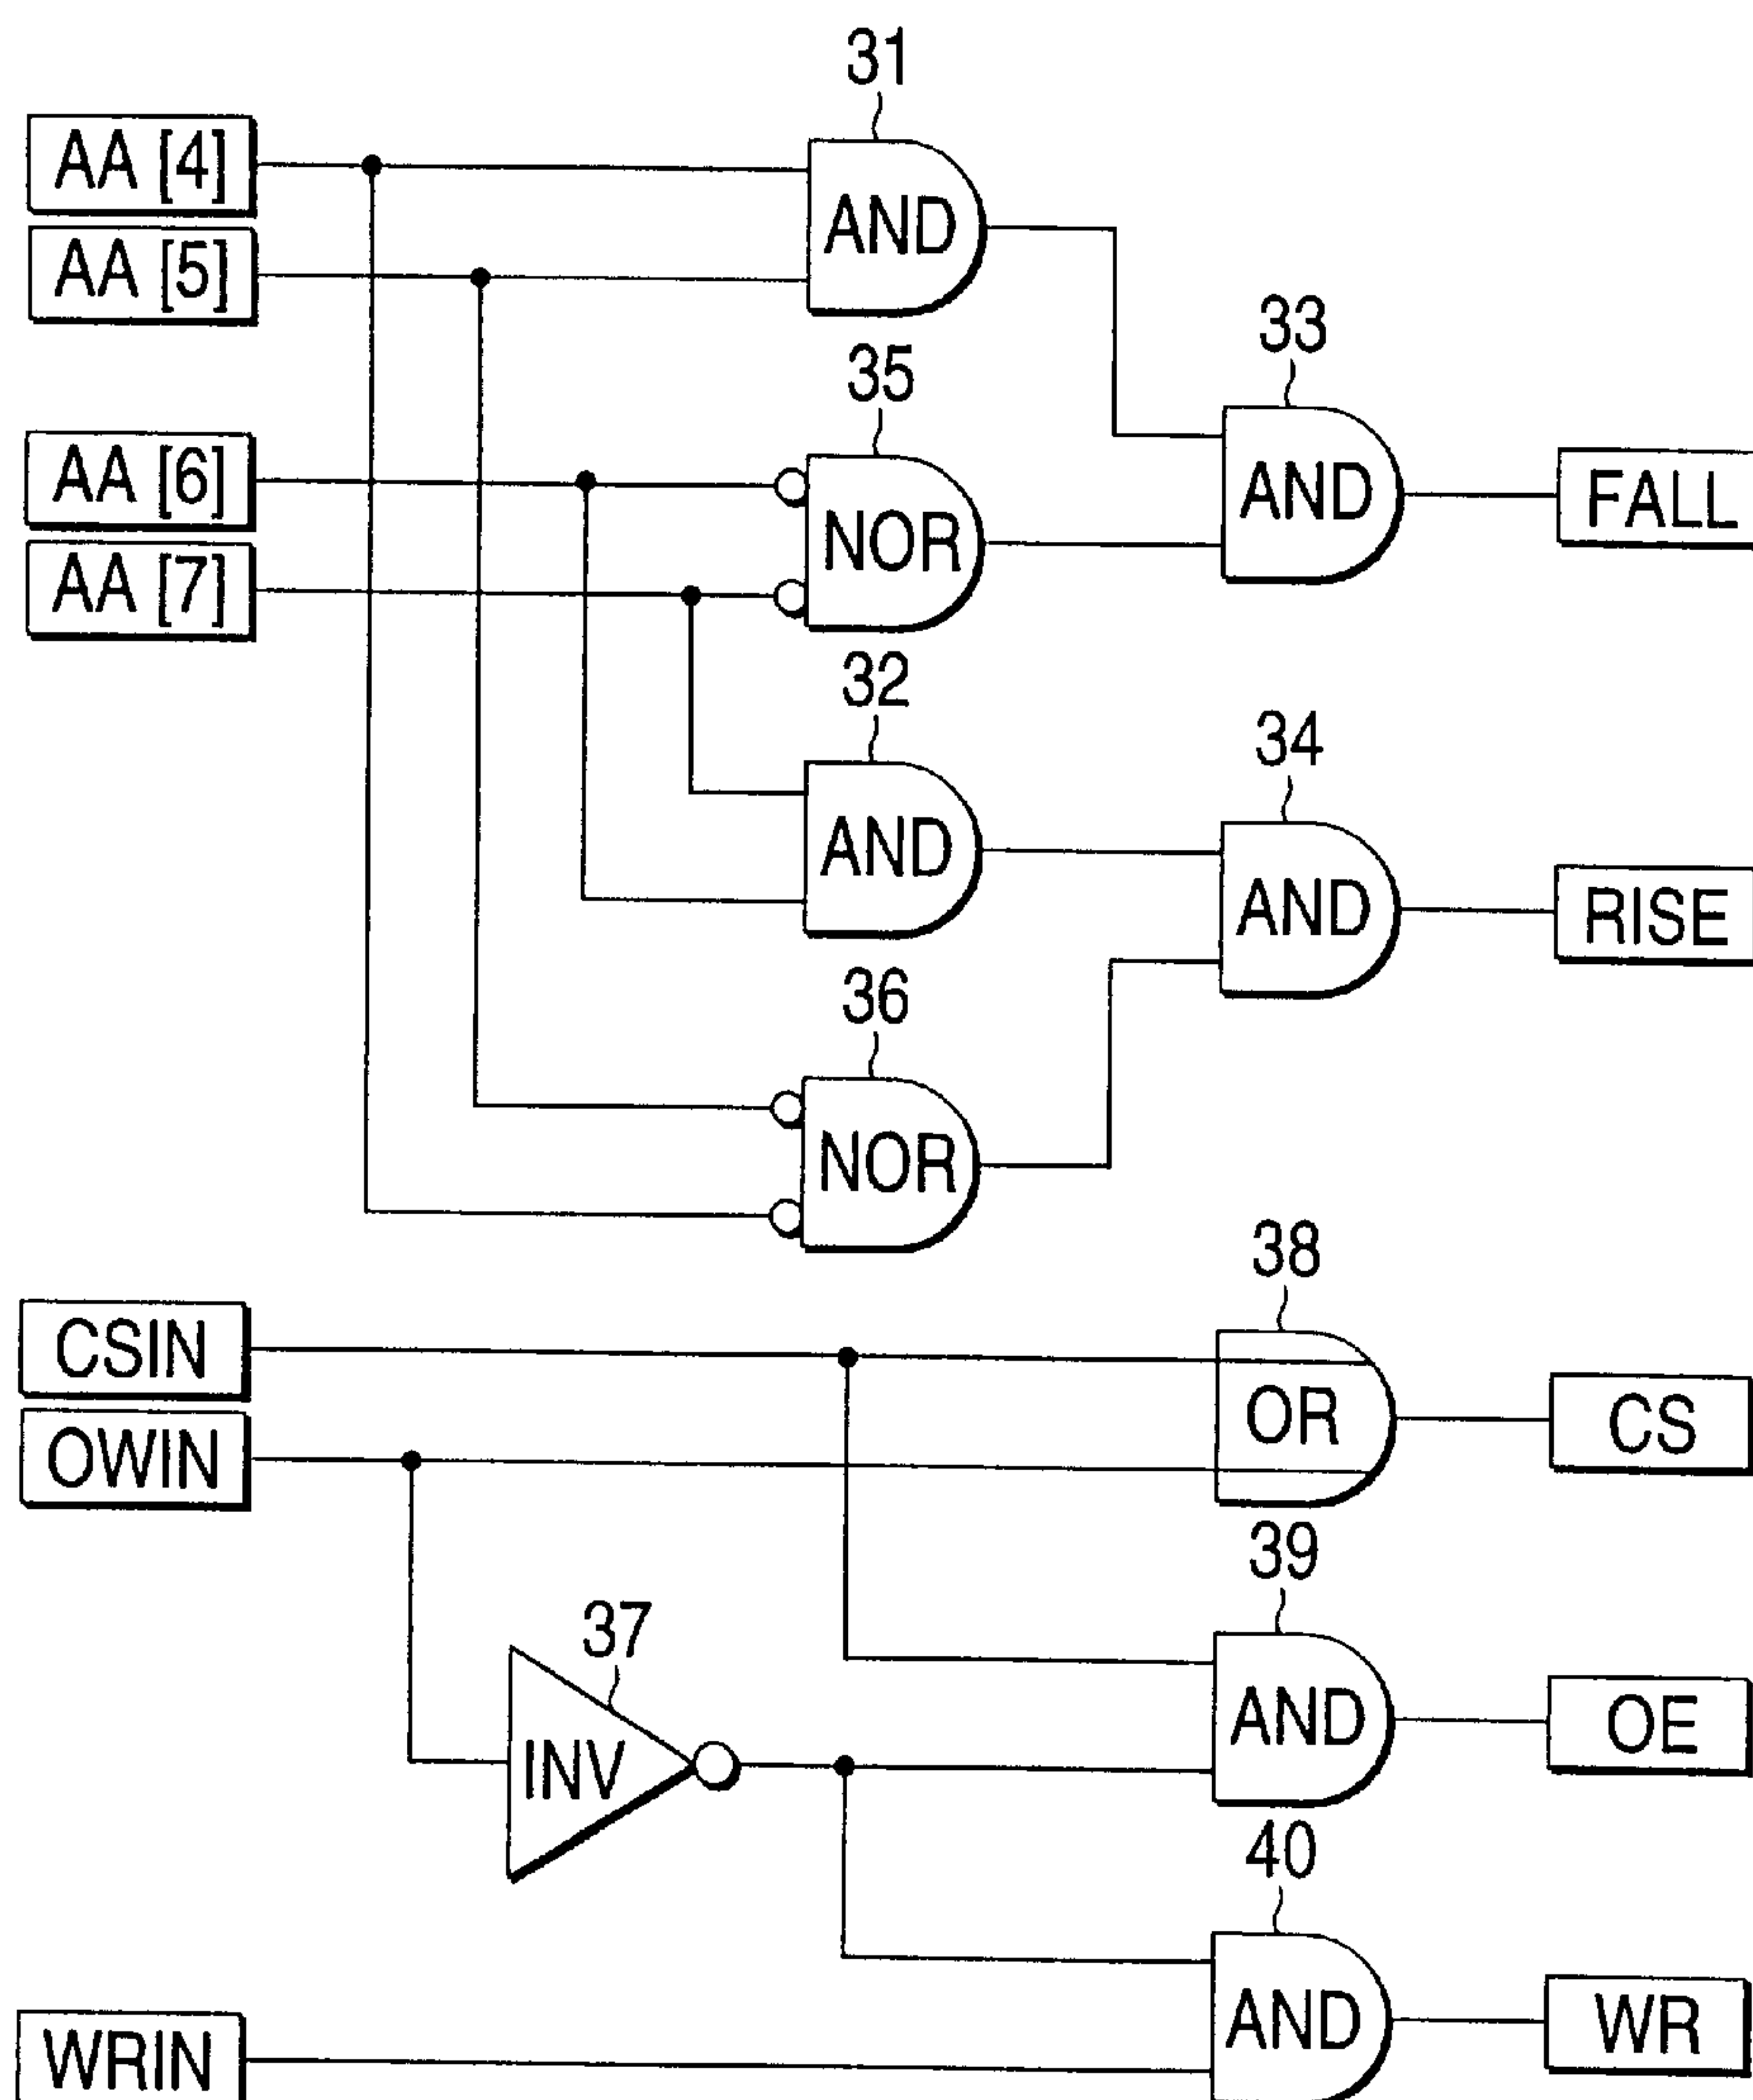 31
AA [4]
AND
AA [5]
33
35
AA [6]
NOR
AND
FALL
AA [7]
32
34
AND
AND
RISE
36
NOR
38
CSIN
OR
CS
OWIN
39
37
AND
OE
INV
40
AND
WR
WRIN